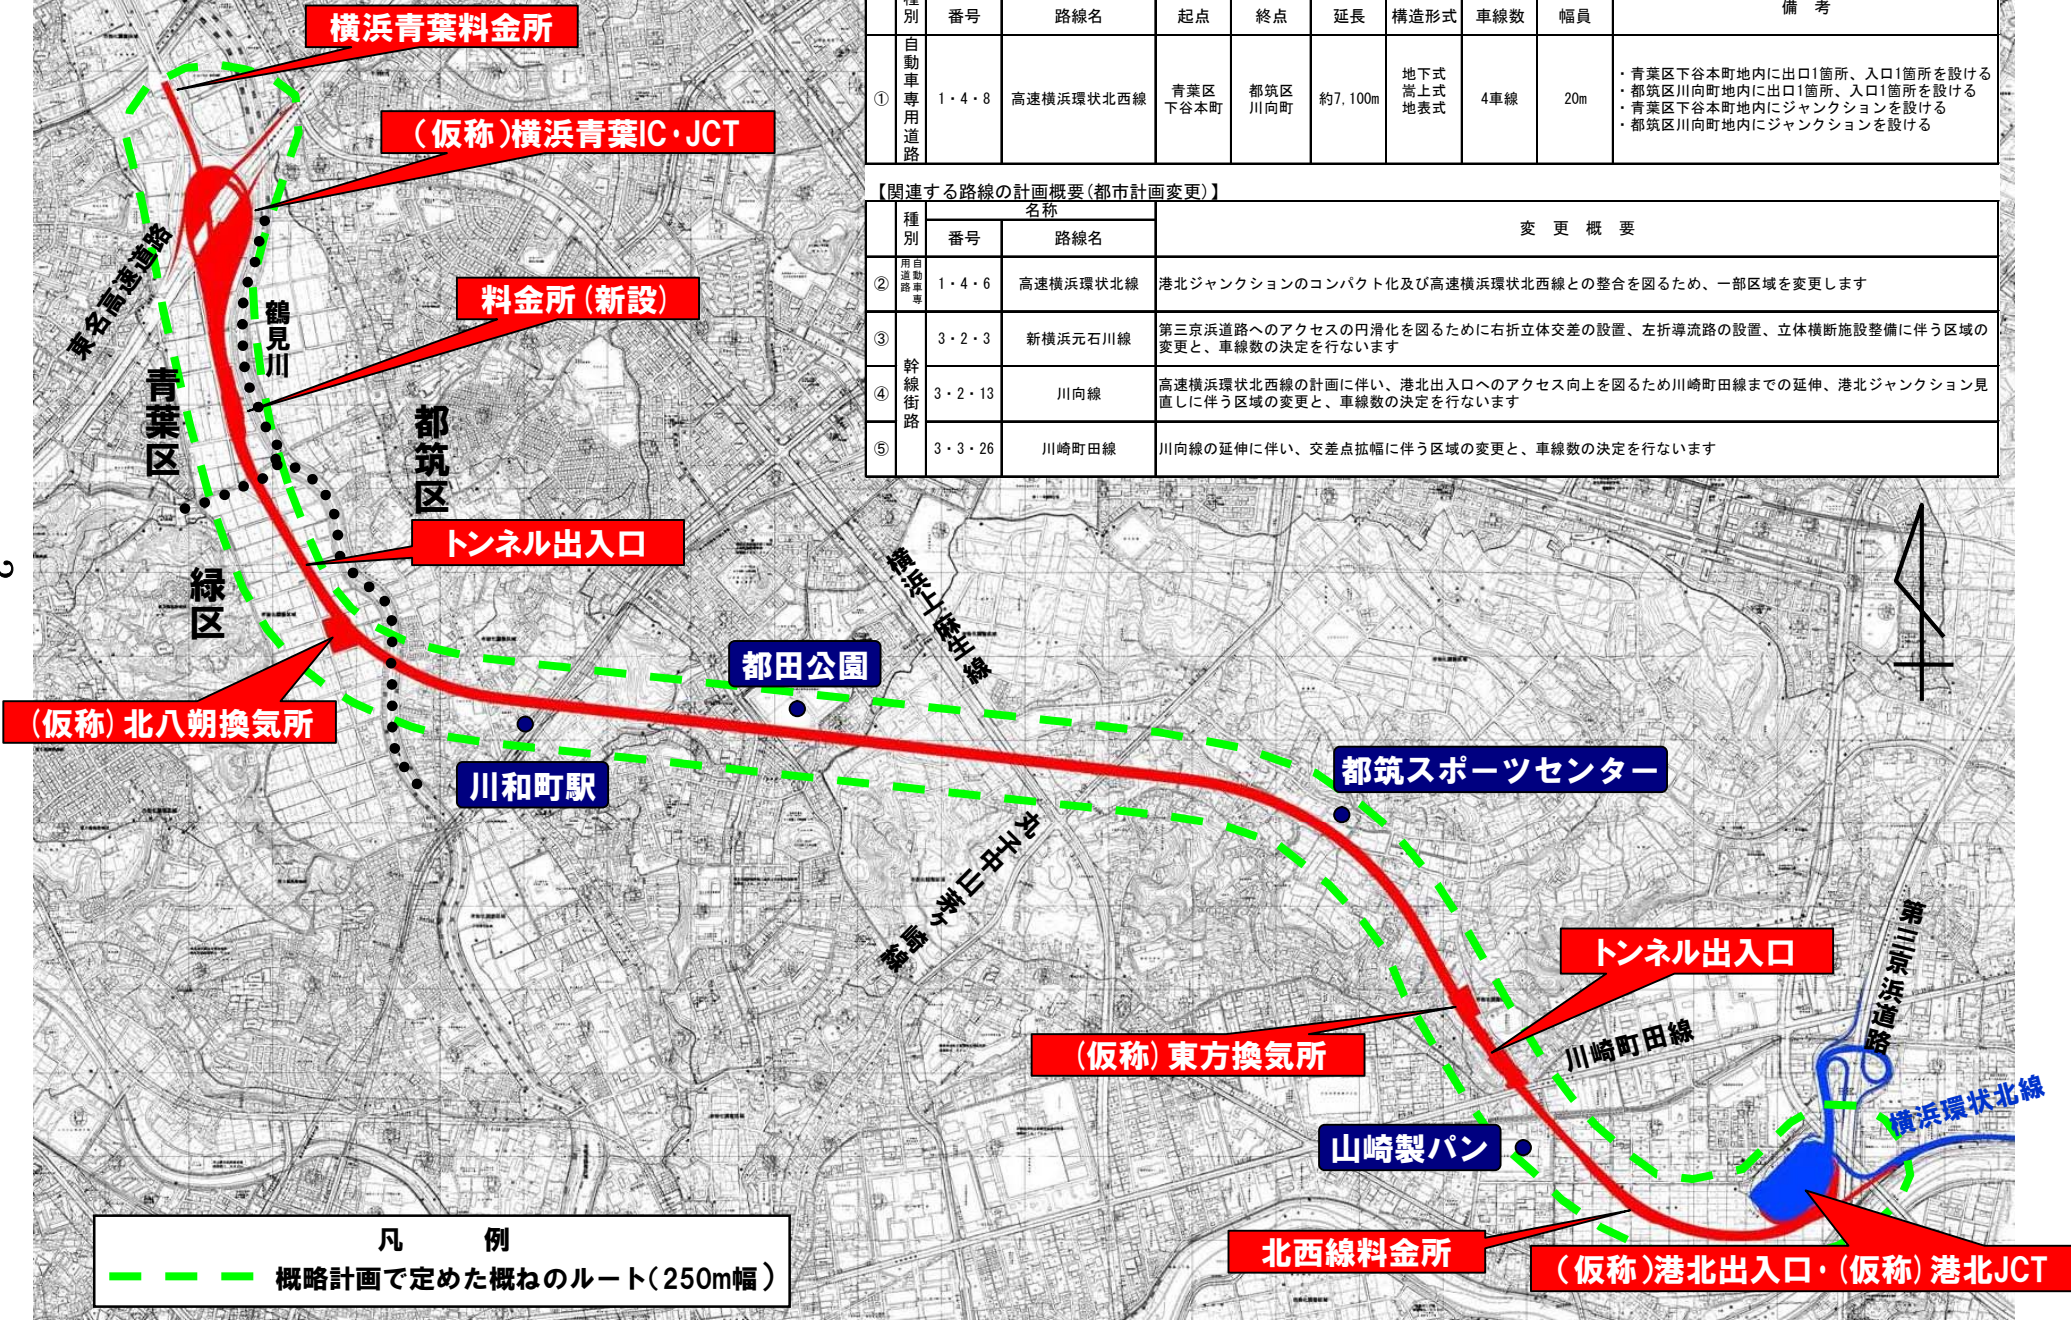 種別 番号 路線名 起点 終点 延長 構造形式 車線数 幅員 備 考
① 自動車専用道路 1・4・8 高速横浜環状北西線 青葉区下谷本町 都筑区川向町 約7,100m 地下式 嵩上式 地表式 4車線 20m
・青葉区下谷本町地内に出口1箇所、入口1箇所を設ける
・都筑区川向町地内に出口1箇所、入口1箇所を設ける
・青葉区下谷本町地内にジャンクションを設ける
・都筑区川向町地内にジャンクションを設ける
【関連する路線の計画概要(都市計画変更)】
種別 名称 変 更 概 要
番号 路線名
② 自動車専用道路 1・4・6 高速横浜環状北線 港北ジャンクションのコンパクト化及び高速横浜環状北西線との整合を図るため、一部区域を変更します
幹線街路
③ 3・2・3 新横浜元石川線 第三京浜道路へのアクセスの円滑化を図るために右折立体交差の設置、左折導流路の設置、立体横断施設整備に伴う区域の
変更と、車線数の決定を行ないます
④ 3・2・13 川向線 高速横浜環状北西線の計画に伴い、港北出入口へのアクセス向上を図るため川崎町田線までの延伸、港北ジャンクション見
直しに伴う区域の変更と、車線数の決定を行ないます
⑤ 3・3・26 川崎町田線 川向線の延伸に伴い、交差点拡幅に伴う区域の変更と、車線数の決定を行ないます
横浜青葉料金所
(仮称)横浜青葉IC・JCT
東名高速道路
料金所(新設)
鶴見川
青葉区
都筑区
トンネル出入口
緑区
横浜上麻生線
都田公園
(仮称)北八朔換気所
川和町駅
都筑スポーツセンター
丸子中山茅ヶ崎線
第三京浜道路
トンネル出入口
(仮称)東方換気所
川崎町田線
横浜環状北線
山崎製パン
北西線料金所
(仮称)港北出入口・(仮称)港北JCT
凡 例
概略計画で定めた概ねのルート(250m幅)